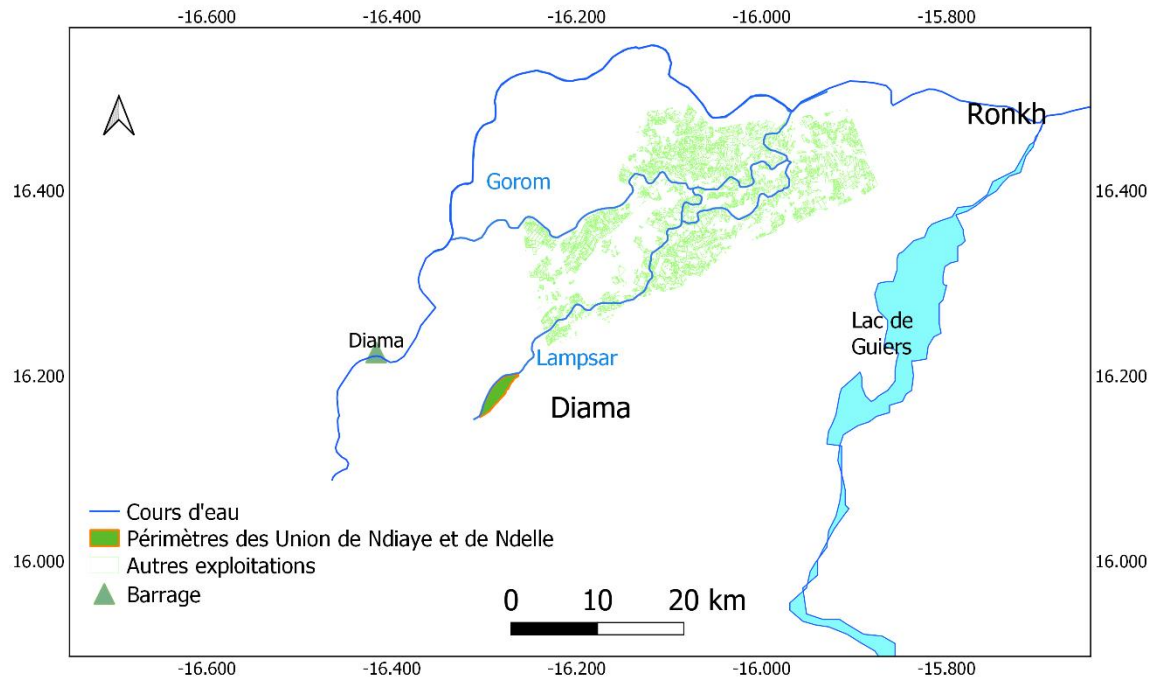 -16.600 -16.400 -16.200 -16.000 -15.800
Ronkh
Gorom
16.400 16.400
Lac de
Guiers
Diama
Lampsar
16.200 16.200
Diama
Cours d'eau
Périmètres des Union de Ndiaye et de Ndelle
Autres exploitations
Barrage
16.000 16.000
0 10 20 km
-16.600 -16.400 -16.200 -16.000 -15.800